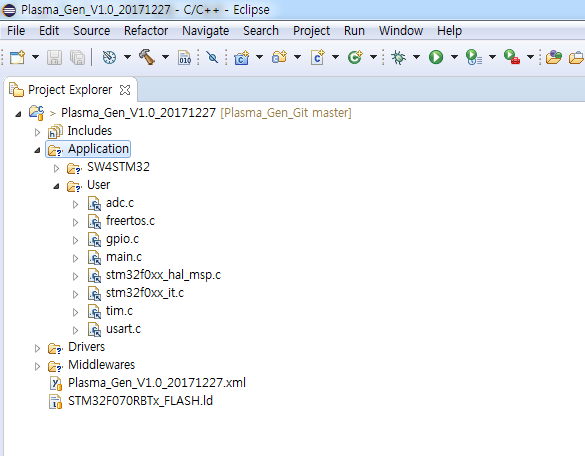 Plasma_Gen_V1.0_20171227 - C/C++ - Eclipse
File Edit Source Refactor Navigate Search Project Run Window Help
010
Project Explorer
> Plasma_Gen_V1.0_20171227 [Plasma_Gen_Git master]
Includes
Application
SW4STM32
User
adc.c
freertos.c
gpio.c
main.c
stm32f0xx_hal_msp.c
stm32f0xx_it.c
tim.c
usart.c
Drivers
Middlewares
Plasma_Gen_V1.0_20171227.xml
STM32F070RBTx_FLASH.ld